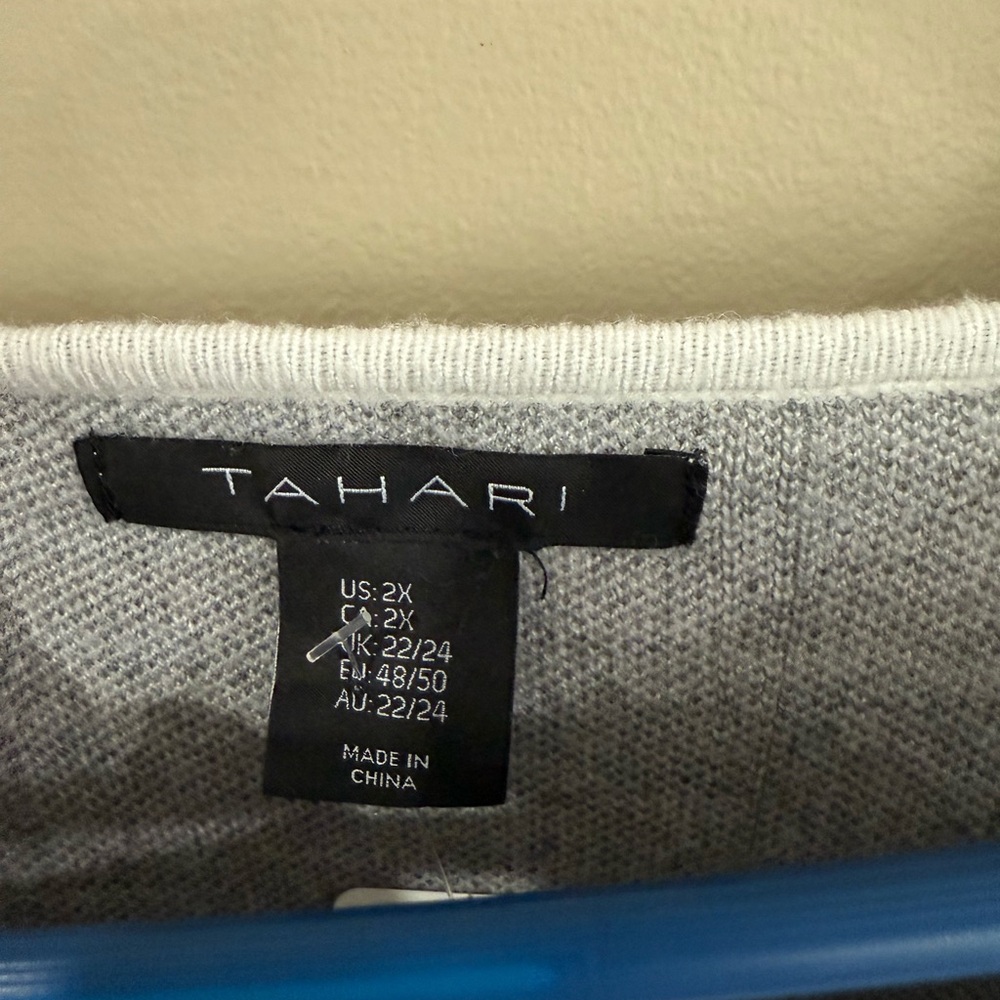 TAHARI
US: 2X
CA: 2X
UK: 22/24
EU: 48/50
AU: 22/24
MADE IN
CHINA